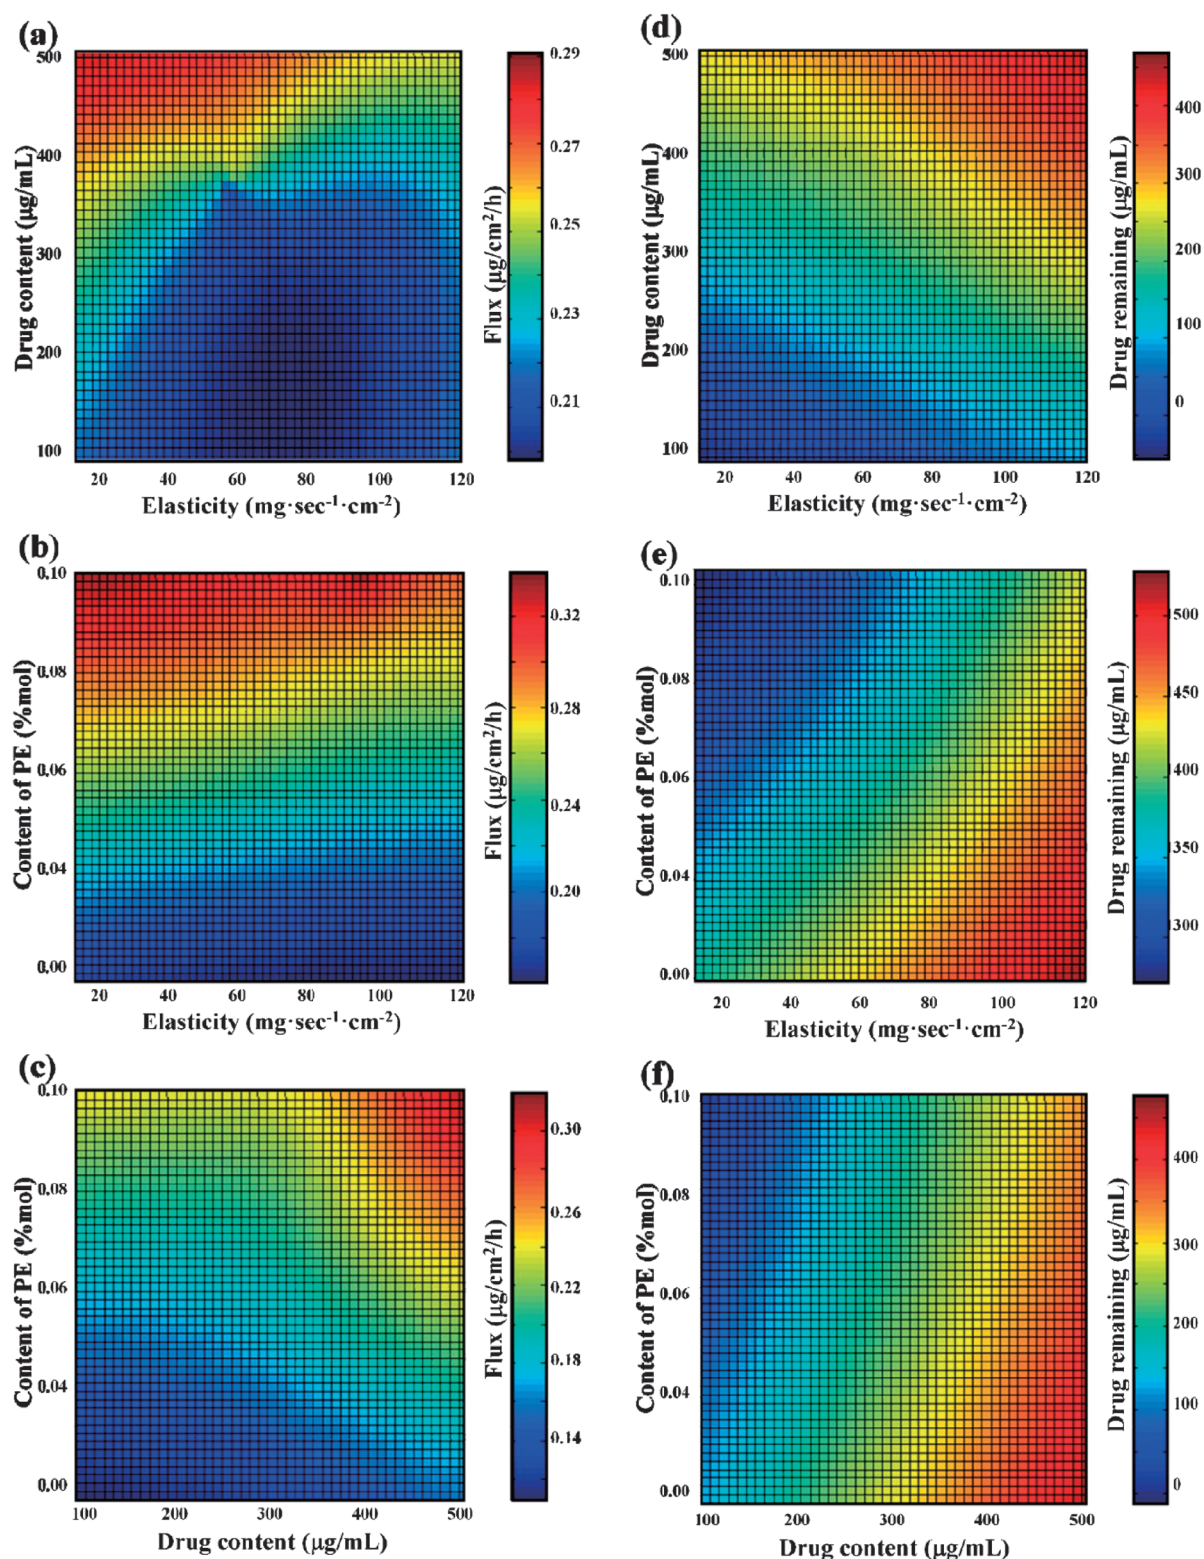 (a)
500
400
300
200
100
Drug content (µg/mL)
20 40 60 80 100 120
Elasticity (mg·sec⁻¹·cm⁻²)
0.29
0.27
0.25
0.23
0.21
Flux (µg/cm²/h)
(d)
500
400
300
200
100
Drug content (µg/mL)
20 40 60 80 100 120
Elasticity (mg·sec⁻¹·cm⁻²)
400
300
200
100
0
Drug remaining (µg/mL)
(b)
0.10
0.08
0.06
0.04
0.00
Content of PE (%mol)
20 40 60 80 100 120
Elasticity (mg·sec⁻¹·cm⁻²)
0.32
0.28
0.24
0.20
Flux (µg/cm²/h)
(e)
0.10
0.08
0.06
0.04
0.00
Content of PE (%mol)
20 40 60 80 100 120
Elasticity (mg·sec⁻¹·cm⁻²)
500
450
400
350
300
Drug remaining (µg/mL)
(c)
0.10
0.08
0.06
0.04
0.00
Content of PE (%mol)
100 200 300 400 500
Drug content (µg/mL)
0.30
0.26
0.22
0.18
0.14
Flux (µg/cm²/h)
(f)
0.10
0.08
0.06
0.04
0.00
Content of PE (%mol)
100 200 300 400 500
Drug content (µg/mL)
400
300
200
100
0
Drug remaining (µg/mL)